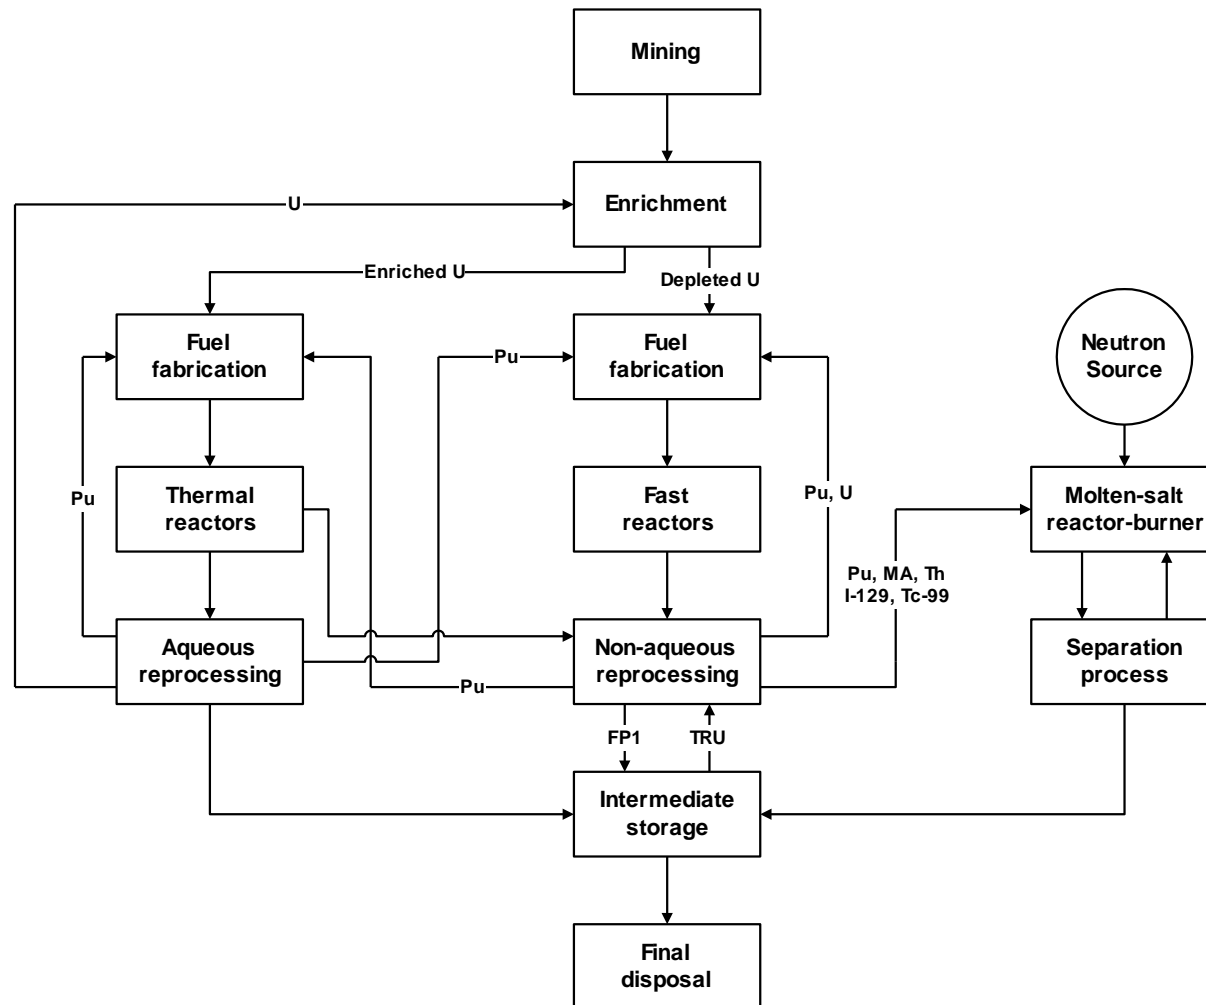 Mining
Enrichment
U
Enriched U
Depleted U
Fuel
fabrication
Pu
Fuel
fabrication
Neutron
Source
Pu
Thermal
reactors
Fast
reactors
Pu, U
Molten-salt
reactor-burner
Pu, MA, Th
I-129, Tc-99
Aqueous
reprocessing
Pu
Non-aqueous
reprocessing
Separation
process
FP1
TRU
Intermediate
storage
Final
disposal